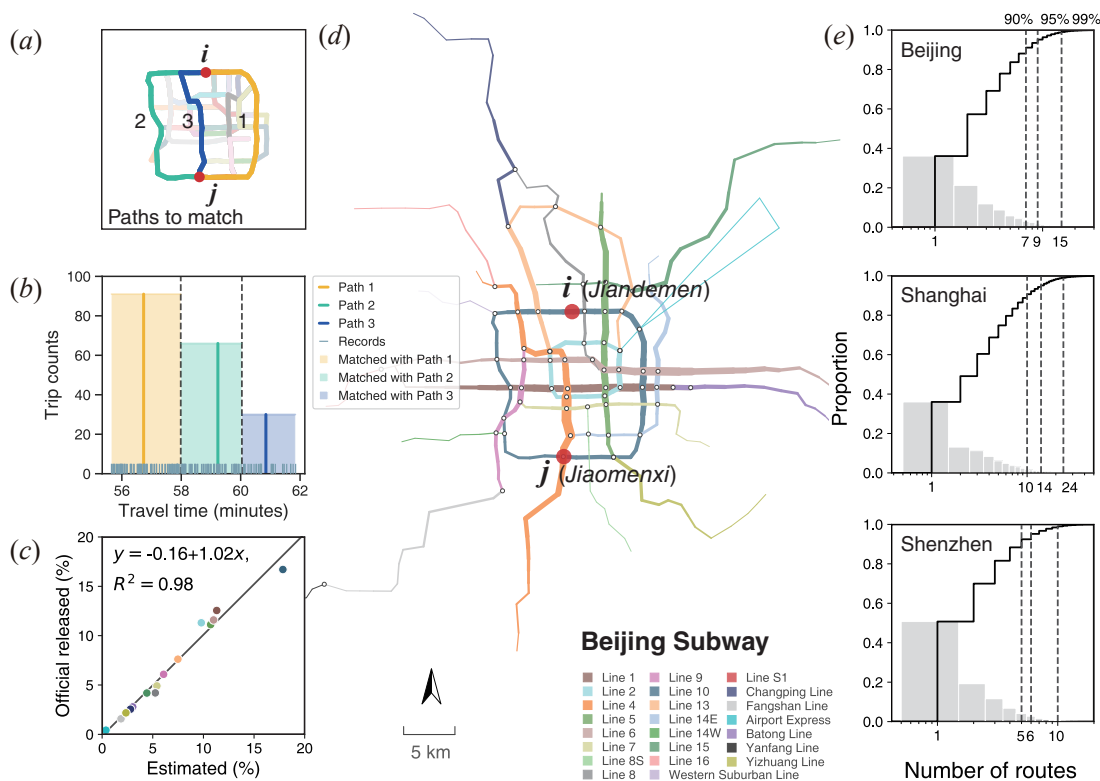 (a)
i
2
3
1
j
Paths to match
(b)
100
80
60
40
20
0
Trip counts
56
58
60
62
Travel time (minutes)
Path 1
Path 2
Path 3
Records
Matched with Path 1
Matched with Path 2
Matched with Path 3
(c)
y = -0.16+1.02x,
R² = 0.98
20
15
10
5
0
Official released (%)
0
5
10
15
20
Estimated (%)
(d)
i (Jiandemen)
j (Jiaomenxi)
5 km
Beijing Subway
Line 1
Line 2
Line 4
Line 5
Line 6
Line 7
Line 8S
Line 8
Line 9
Line 10
Line 13
Line 14E
Line 14W
Line 15
Line 16
Western Suburban Line
Line S1
Changping Line
Fangshan Line
Airport Express
Batong Line
Yanfang Line
Yizhuang Line
(e)
90% 95% 99%
Beijing
1.0
0.8
0.6
0.4
0.2
0.0
1
7
9
15
Shanghai
1.0
0.8
0.6
0.4
0.2
0.0
Proportion
1
10
14
24
Shenzhen
1.0
0.8
0.6
0.4
0.2
0.0
1
5
6
10
Number of routes